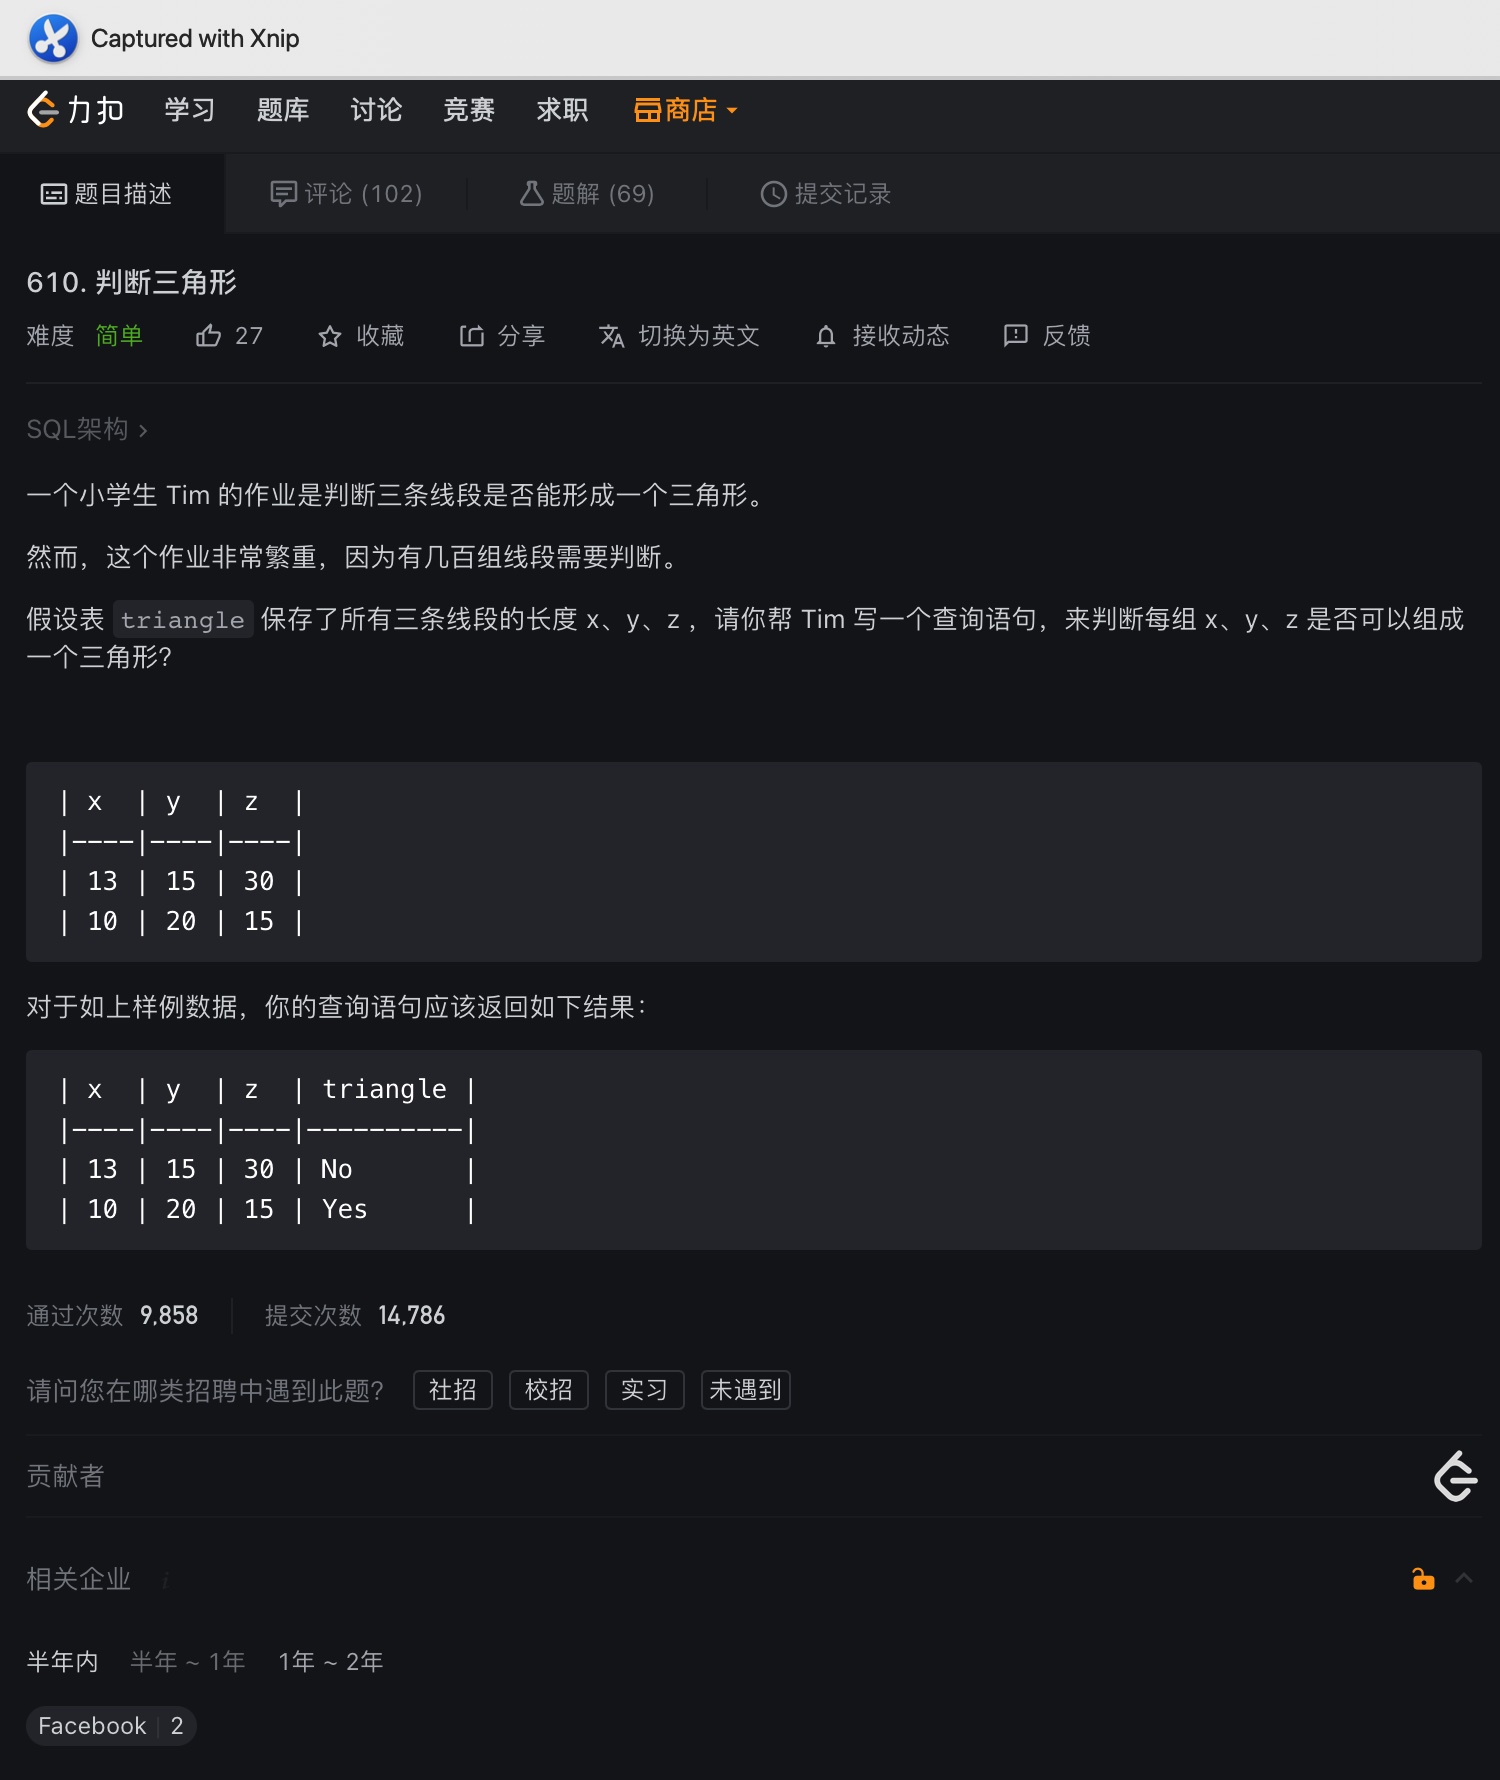 Captured with Xnip
力扣 学习 题库 讨论 竞赛 求职 商店
题目描述 评论 (102) 题解 (69) 提交记录
610. 判断三角形
难度 简单 27 收藏 分享 切换为英文 接收动态 反馈
SQL架构 >
一个小学生 Tim 的作业是判断三条线段是否能形成一个三角形。
然而，这个作业非常繁重，因为有几百组线段需要判断。
假设表 triangle 保存了所有三条线段的长度 x、y、z ，请你帮 Tim 写一个查询语句，来判断每组 x、y、z 是否可以组成
一个三角形？
| x  | y  | z  |
|----|----|----|
| 13 | 15 | 30 |
| 10 | 20 | 15 |
对于如上样例数据，你的查询语句应该返回如下结果：
| x  | y  | z  | triangle |
|----|----|----|----------|
| 13 | 15 | 30 | No       |
| 10 | 20 | 15 | Yes      |
通过次数 9,858 提交次数 14,786
请问您在哪类招聘中遇到此题？ 社招 校招 实习 未遇到
贡献者
相关企业 i
半年内 半年 ~ 1年 1年 ~ 2年
Facebook 2